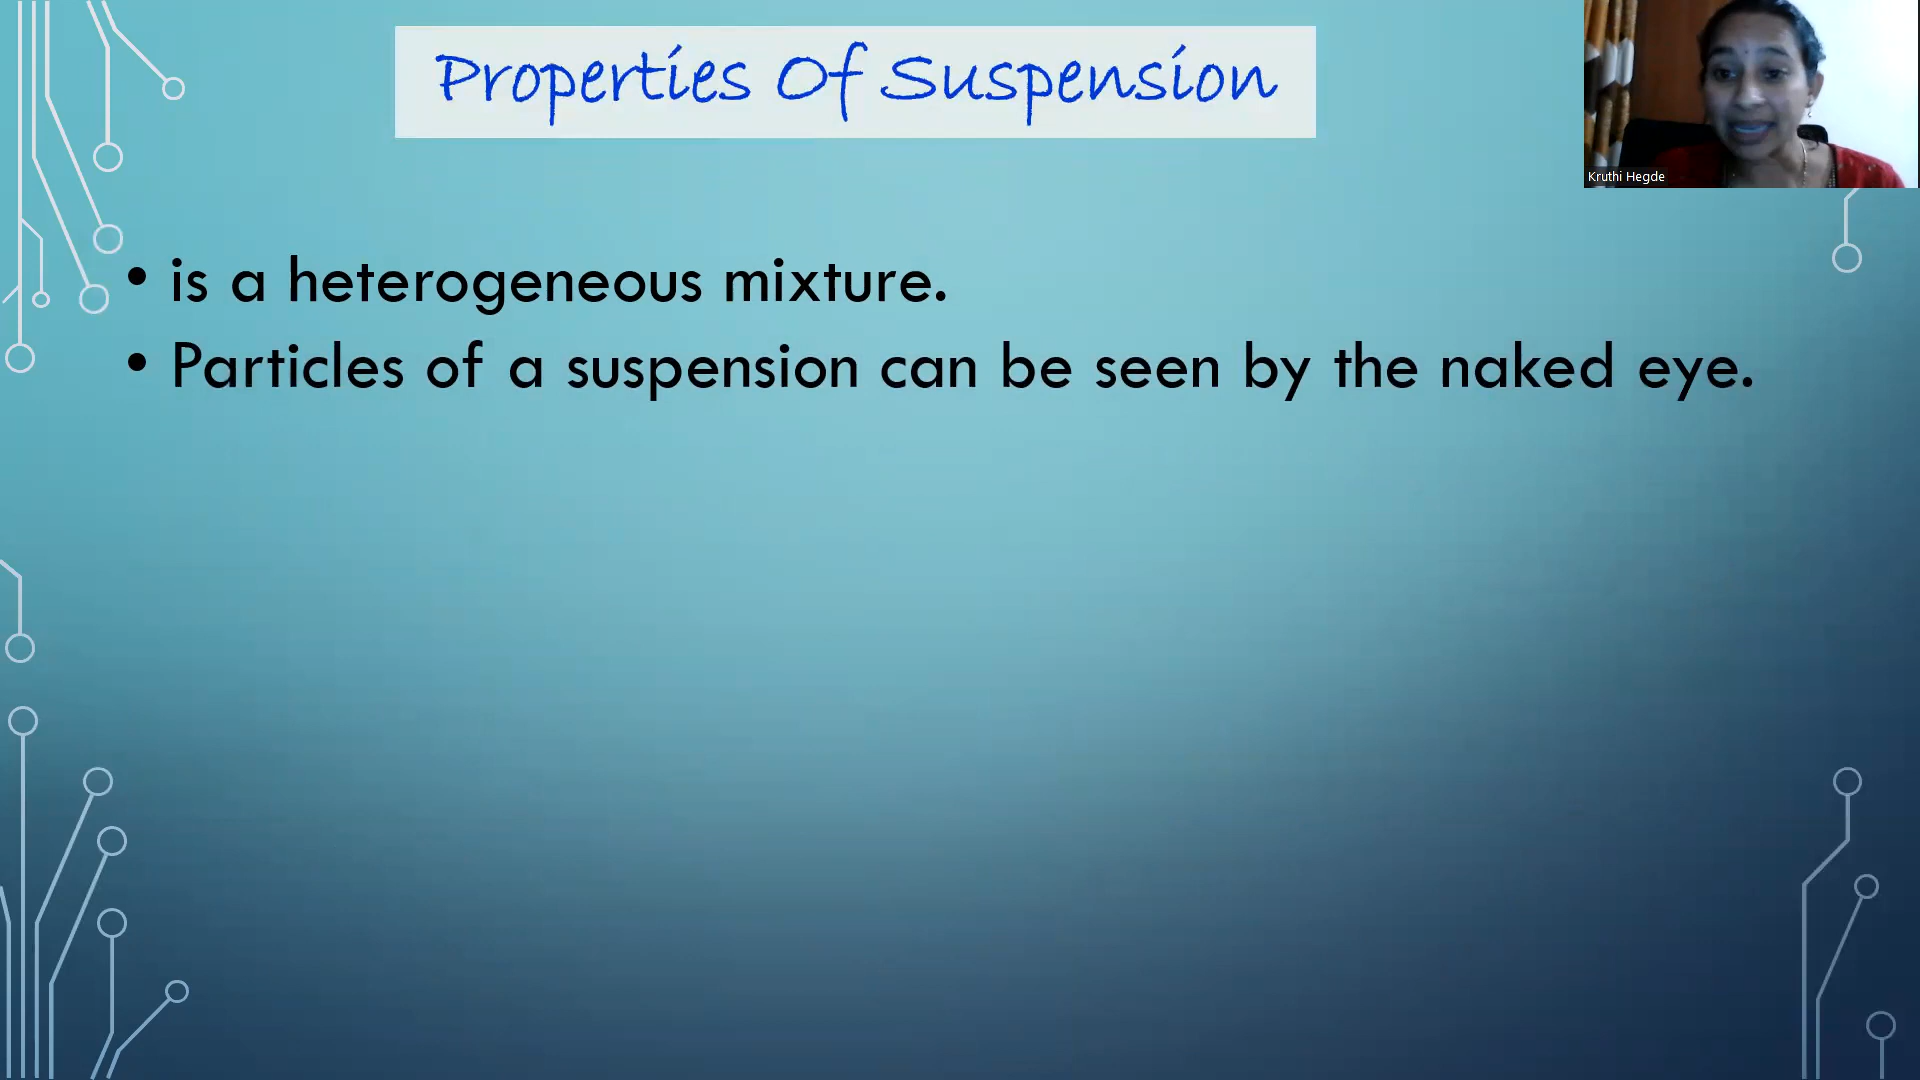 Properties Of Suspension
Kruthi Hegde
• is a heterogeneous mixture.
• Particles of a suspension can be seen by the naked eye.